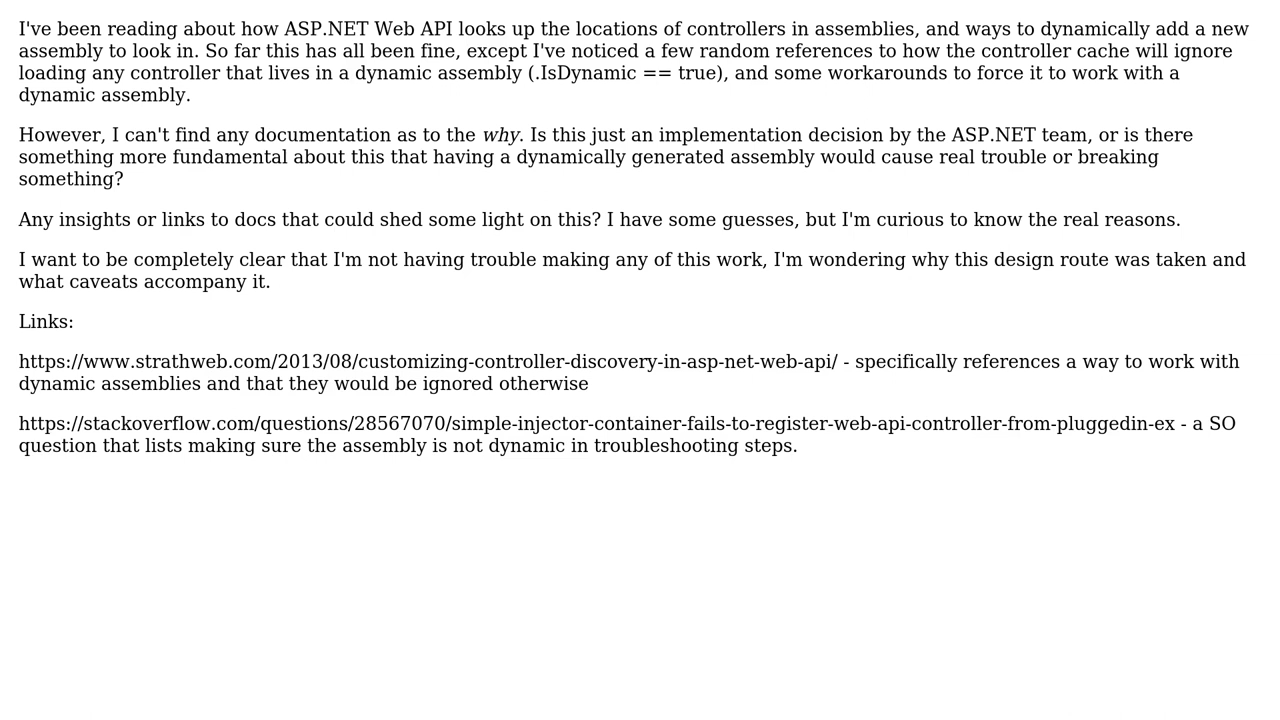 I've been reading about how ASP.NET Web API looks up the locations of controllers in assemblies, and ways to dynamically add a new
assembly to look in. So far this has all been fine, except I've noticed a few random references to how the controller cache will ignore
loading any controller that lives in a dynamic assembly (.IsDynamic == true), and some workarounds to force it to work with a
dynamic assembly.
However, I can't find any documentation as to the why. Is this just an implementation decision by the ASP.NET team, or is there
something more fundamental about this that having a dynamically generated assembly would cause real trouble or breaking
something?
Any insights or links to docs that could shed some light on this? I have some guesses, but I'm curious to know the real reasons.
I want to be completely clear that I'm not having trouble making any of this work, I'm wondering why this design route was taken and
what caveats accompany it.
Links:
https://www.strathweb.com/2013/08/customizing-controller-discovery-in-asp-net-web-api/ - specifically references a way to work with
dynamic assemblies and that they would be ignored otherwise
https://stackoverflow.com/questions/28567070/simple-injector-container-fails-to-register-web-api-controller-from-pluggedin-ex - a SO
question that lists making sure the assembly is not dynamic in troubleshooting steps.